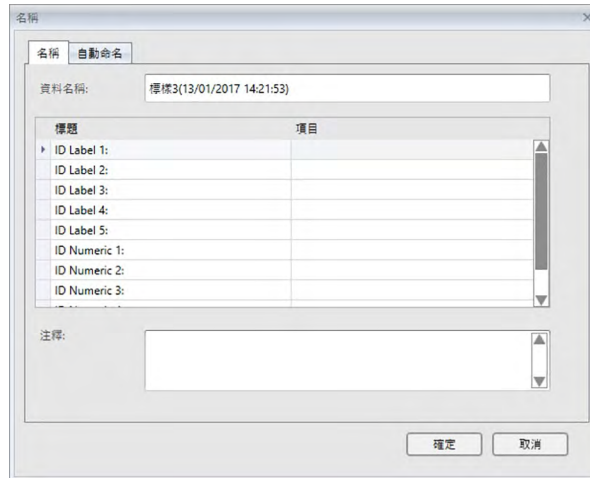 名稱
名稱 自動命名
資料名稱: 標樣3(13/01/2017 14:21:53)
標題 項目
ID Label 1:
ID Label 2:
ID Label 3:
ID Label 4:
ID Label 5:
ID Numeric 1:
ID Numeric 2:
ID Numeric 3:
注釋:
確定 取消